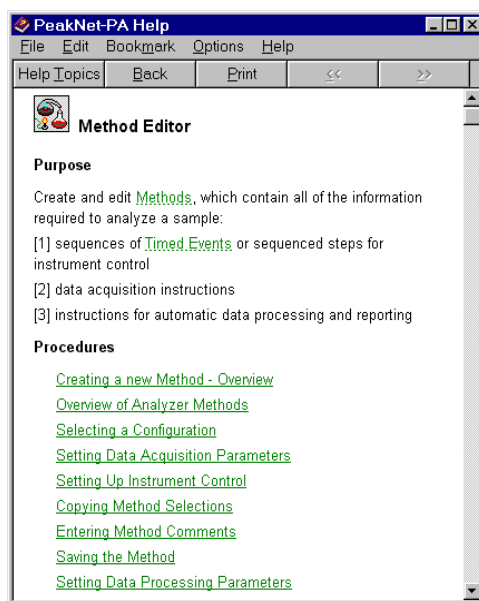 PeakNet-PA Help
File Edit Bookmark Options Help
Help Topics Back Print << >>
Method Editor
Purpose
Create and edit Methods, which contain all of the information
required to analyze a sample:
[1] sequences of Timed Events or sequenced steps for
instrument control
[2] data acquisition instructions
[3] instructions for automatic data processing and reporting
Procedures
Creating a new Method - Overview
Overview of Analyzer Methods
Selecting a Configuration
Setting Data Acquisition Parameters
Setting Up Instrument Control
Copying Method Selections
Entering Method Comments
Saving the Method
Setting Data Processing Parameters